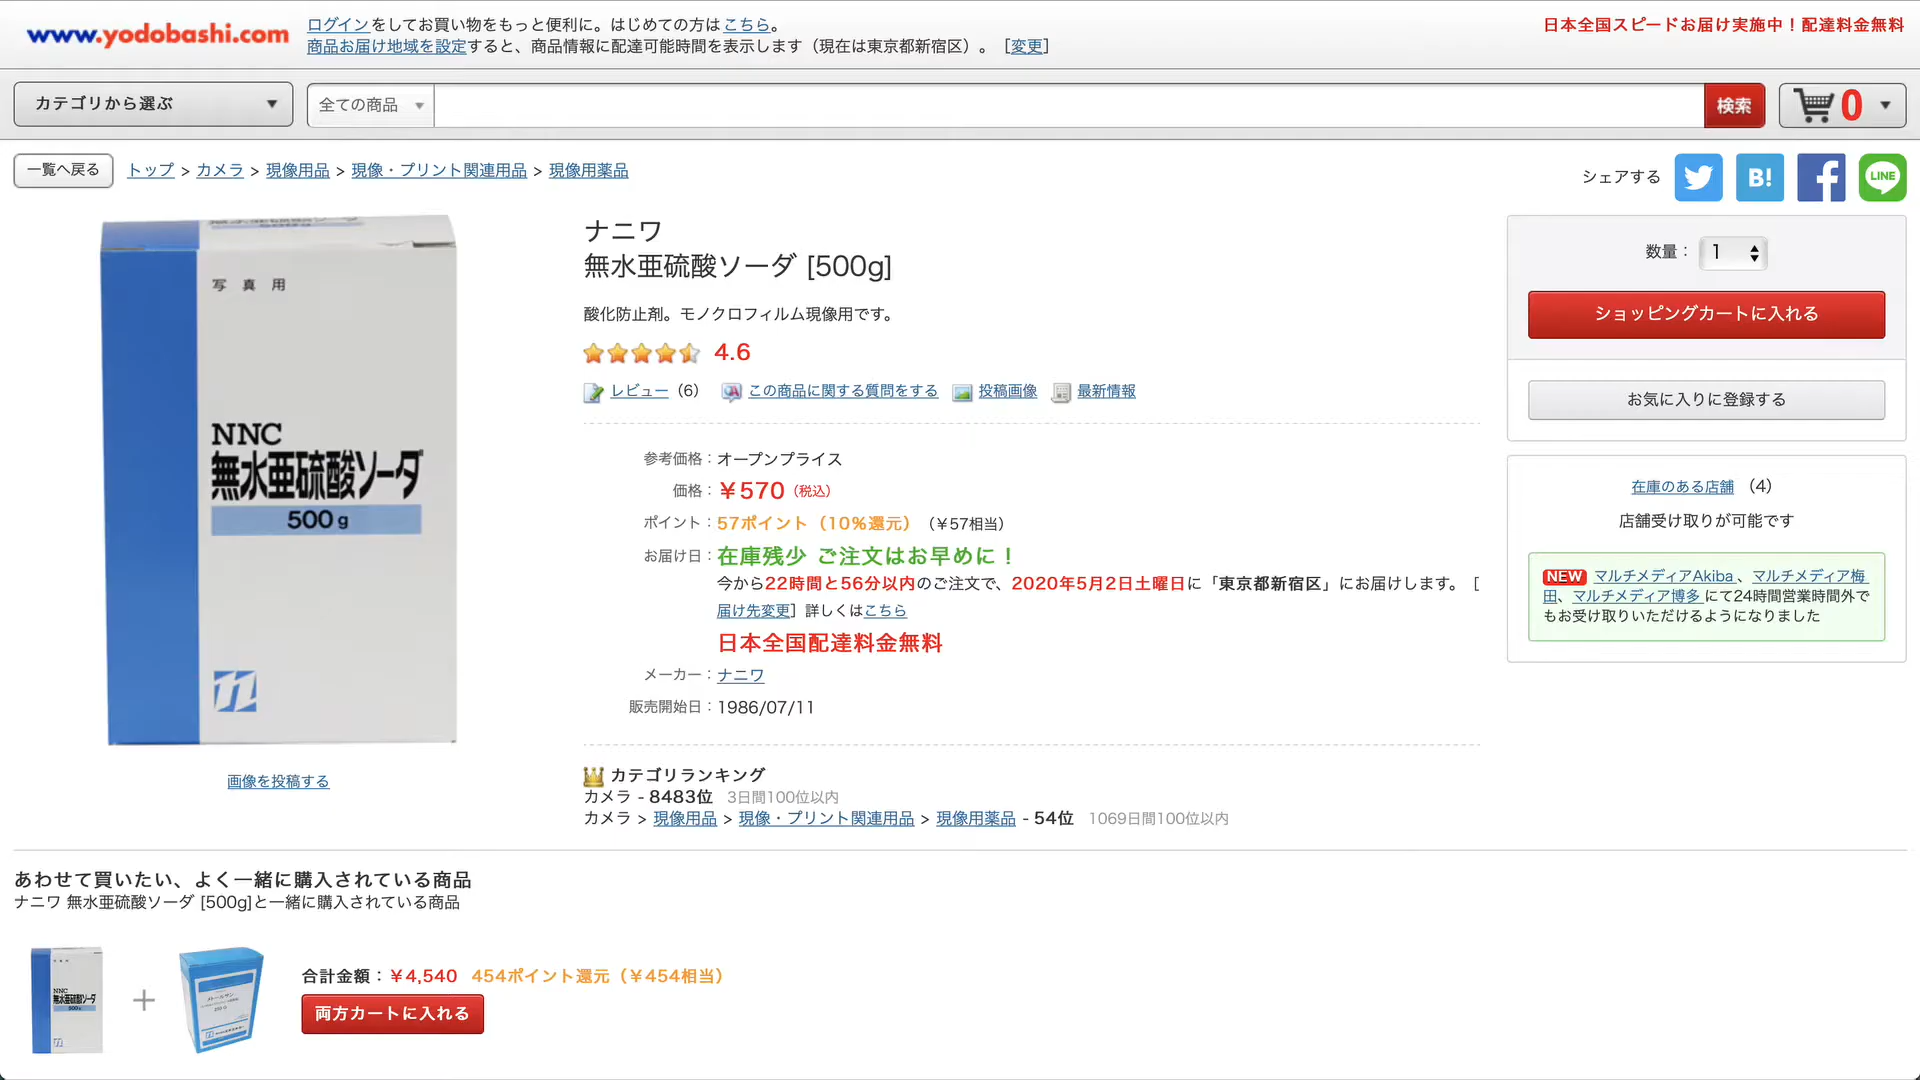 www.yodobashi.com
ログインをしてお買い物をもっと便利に。はじめての方はこちら。
商品お届け地域を設定すると、商品情報に配達可能時間を表示します（現在は東京都新宿区）。［変更］
日本全国スピードお届け実施中！配達料金無料
カテゴリから選ぶ
全ての商品
検索
0
一覧へ戻る
トップ > カメラ > 現像用品 > 現像・プリント関連用品 > 現像用薬品
シェアする
B!
LINE
写真用
NNC
無水亜硫酸ソーダ
500g
画像を投稿する
ナニワ
無水亜硫酸ソーダ [500g]
酸化防止剤。モノクロフィルム現像用です。
4.6
レビュー（6） この商品に関する質問をする 投稿画像 最新情報
参考価格：オープンプライス
価格：￥570（税込）
ポイント：57ポイント（10％還元）（￥57相当）
お届け日：在庫残少 ご注文はお早めに！
今から22時間と56分以内のご注文で、2020年5月2日土曜日に「東京都新宿区」にお届けします。［
届け先変更］詳しくはこちら
日本全国配達料金無料
メーカー：ナニワ
販売開始日：1986/07/11
カテゴリランキング
カメラ - 8483位 3日間100位以内
カメラ > 現像用品 > 現像・プリント関連用品 > 現像用薬品 - 54位 1069日間100位以内
数量： 1
ショッピングカートに入れる
お気に入りに登録する
在庫のある店舗（4）
店舗受け取りが可能です
NEW マルチメディアAkiba、マルチメディア梅
田、マルチメディア博多にて24時間営業時間外で
もお受け取りいただけるようになりました
あわせて買いたい、よく一緒に購入されている商品
ナニワ 無水亜硫酸ソーダ [500g]と一緒に購入されている商品
NNC
無水亜硫酸ソーダ
500g
+
合計金額：￥4,540 454ポイント還元（￥454相当）
両方カートに入れる